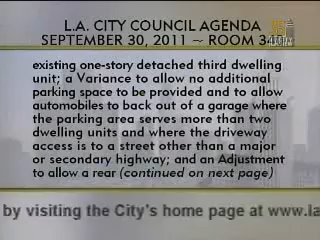 L.A. CITY COUNCIL AGENDA
SEPTEMBER 30, 2011 ~ ROOM
existing one-story detached third dwelling
unit; a Variance to allow no additional
parking space to be provided and to allow
automobiles to back out of a garage where
the parking area serves more than two
dwelling units and where the driveway
access is to a street other than a major
or secondary highway; and an Adjustment
to allow a rear (continued on next page)
by visiting the City's home page at www.la